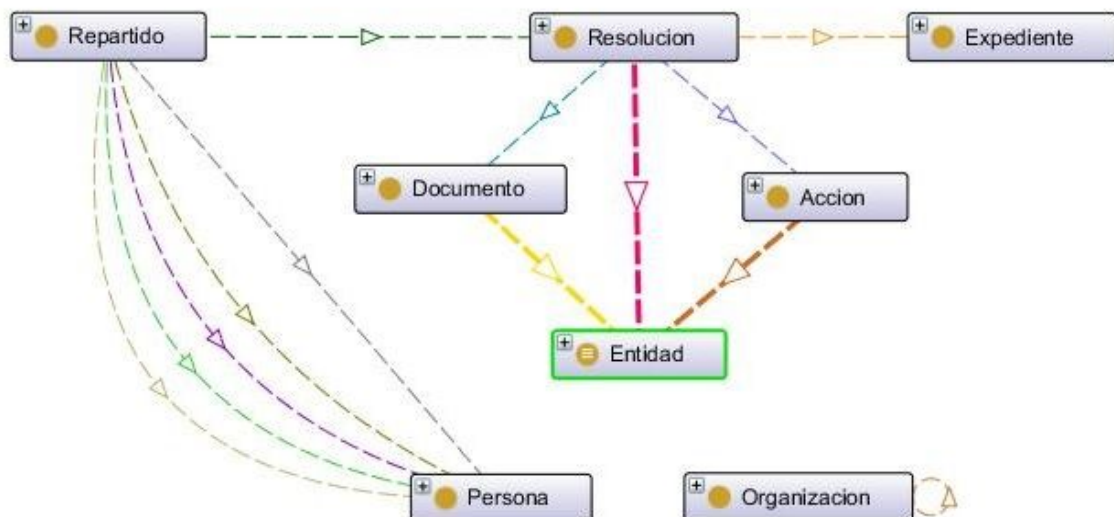 Repartido
Resolucion
Expediente
Documento
Accion
Entidad
Persona
Organizacion